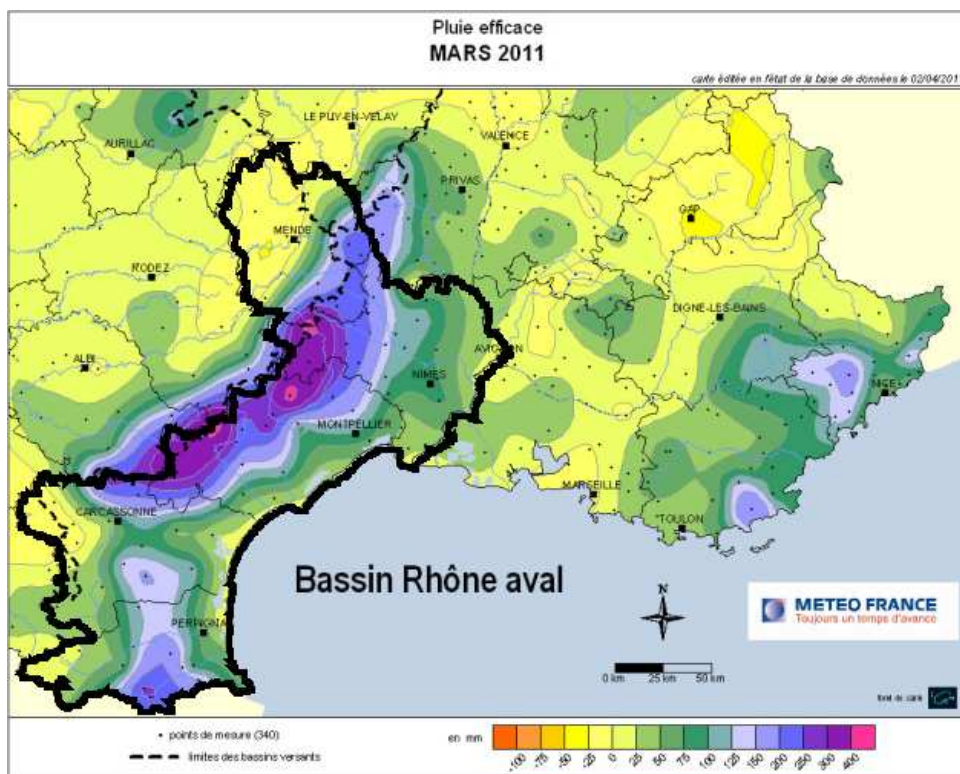 Pluie efficace
MARS 2011
carte éditée en l'état de la base de données le 02/04/201
LE PUY-EN-VELAY
AURILLAC
VALENCE
PRIVAS
GAP
MENDE
RODEZ
DIGNE-LES-BAINS
ALBI
AVIGNON
NIMES
NICE
MONTPELLIER
MARSEILLE
CARCASSONNE
TOULON
Bassin Rhône aval
N
METEO FRANCE
Toujours un temps d'avance
PERPIGNA
0 km 25 km 50 km
fond de carte
points de mesure (340)
limites des bassins versants
en mm
-100 -75 -50 -25 0 25 50 75 100 125 150 200 250 300 400